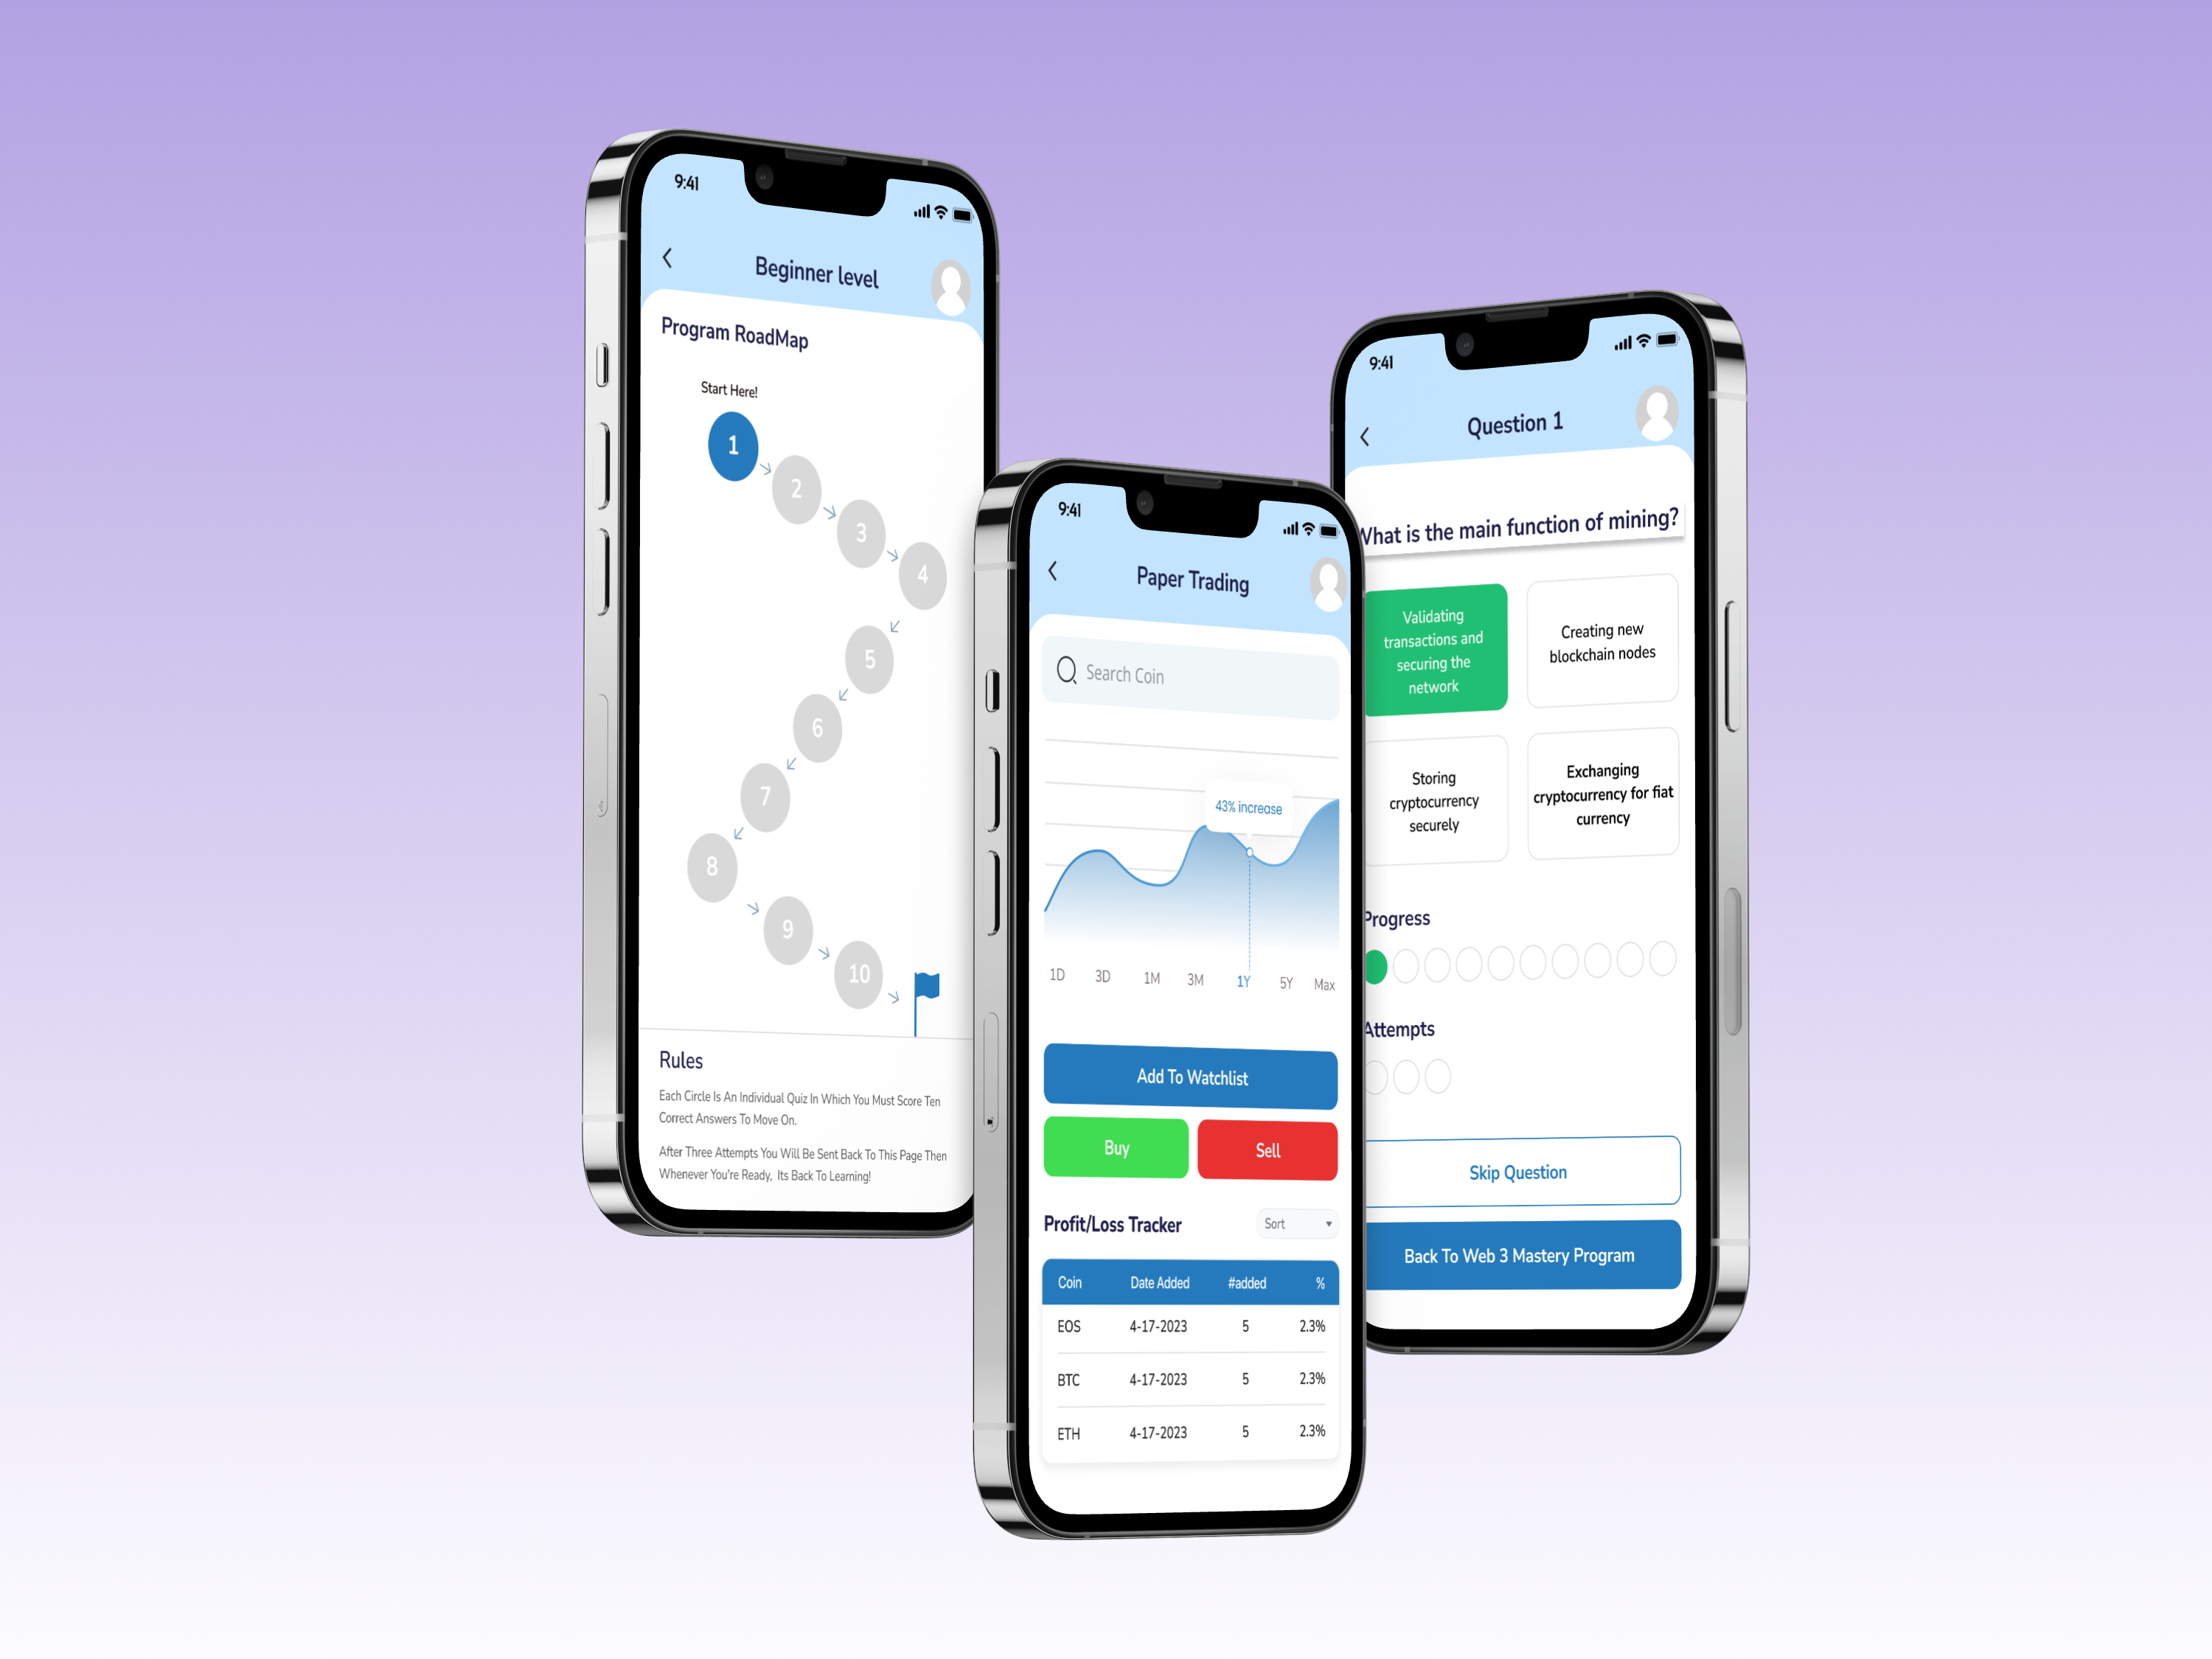 9:41
Beginner level
Program RoadMap
Start Here!
1
2
3
4
5
6
7
8
9
10
Rules
Each Circle Is An Individual Quiz In Which You Must Score Ten
Correct Answers To Move On.
After Three Attempts You Will Be Sent Back To This Page Then
Whenever You're Ready, Its Back To Learning!
9:41
Paper Trading
Search Coin
43% increase
1D 3D 1M 3M 1Y 5Y Max
Add To Watchlist
Buy Sell
Profit/Loss Tracker Sort
Coin Date Added #added %
EOS 4-17-2023 5 2.3%
BTC 4-17-2023 5 2.3%
ETH 4-17-2023 5 2.3%
9:41
Question 1
What is the main function of mining?
Validating
transactions and
securing the
network
Creating new
blockchain nodes
Storing
cryptocurrency
securely
Exchanging
cryptocurrency for fiat
currency
Progress
Attempts
Skip Question
Back To Web 3 Mastery Program